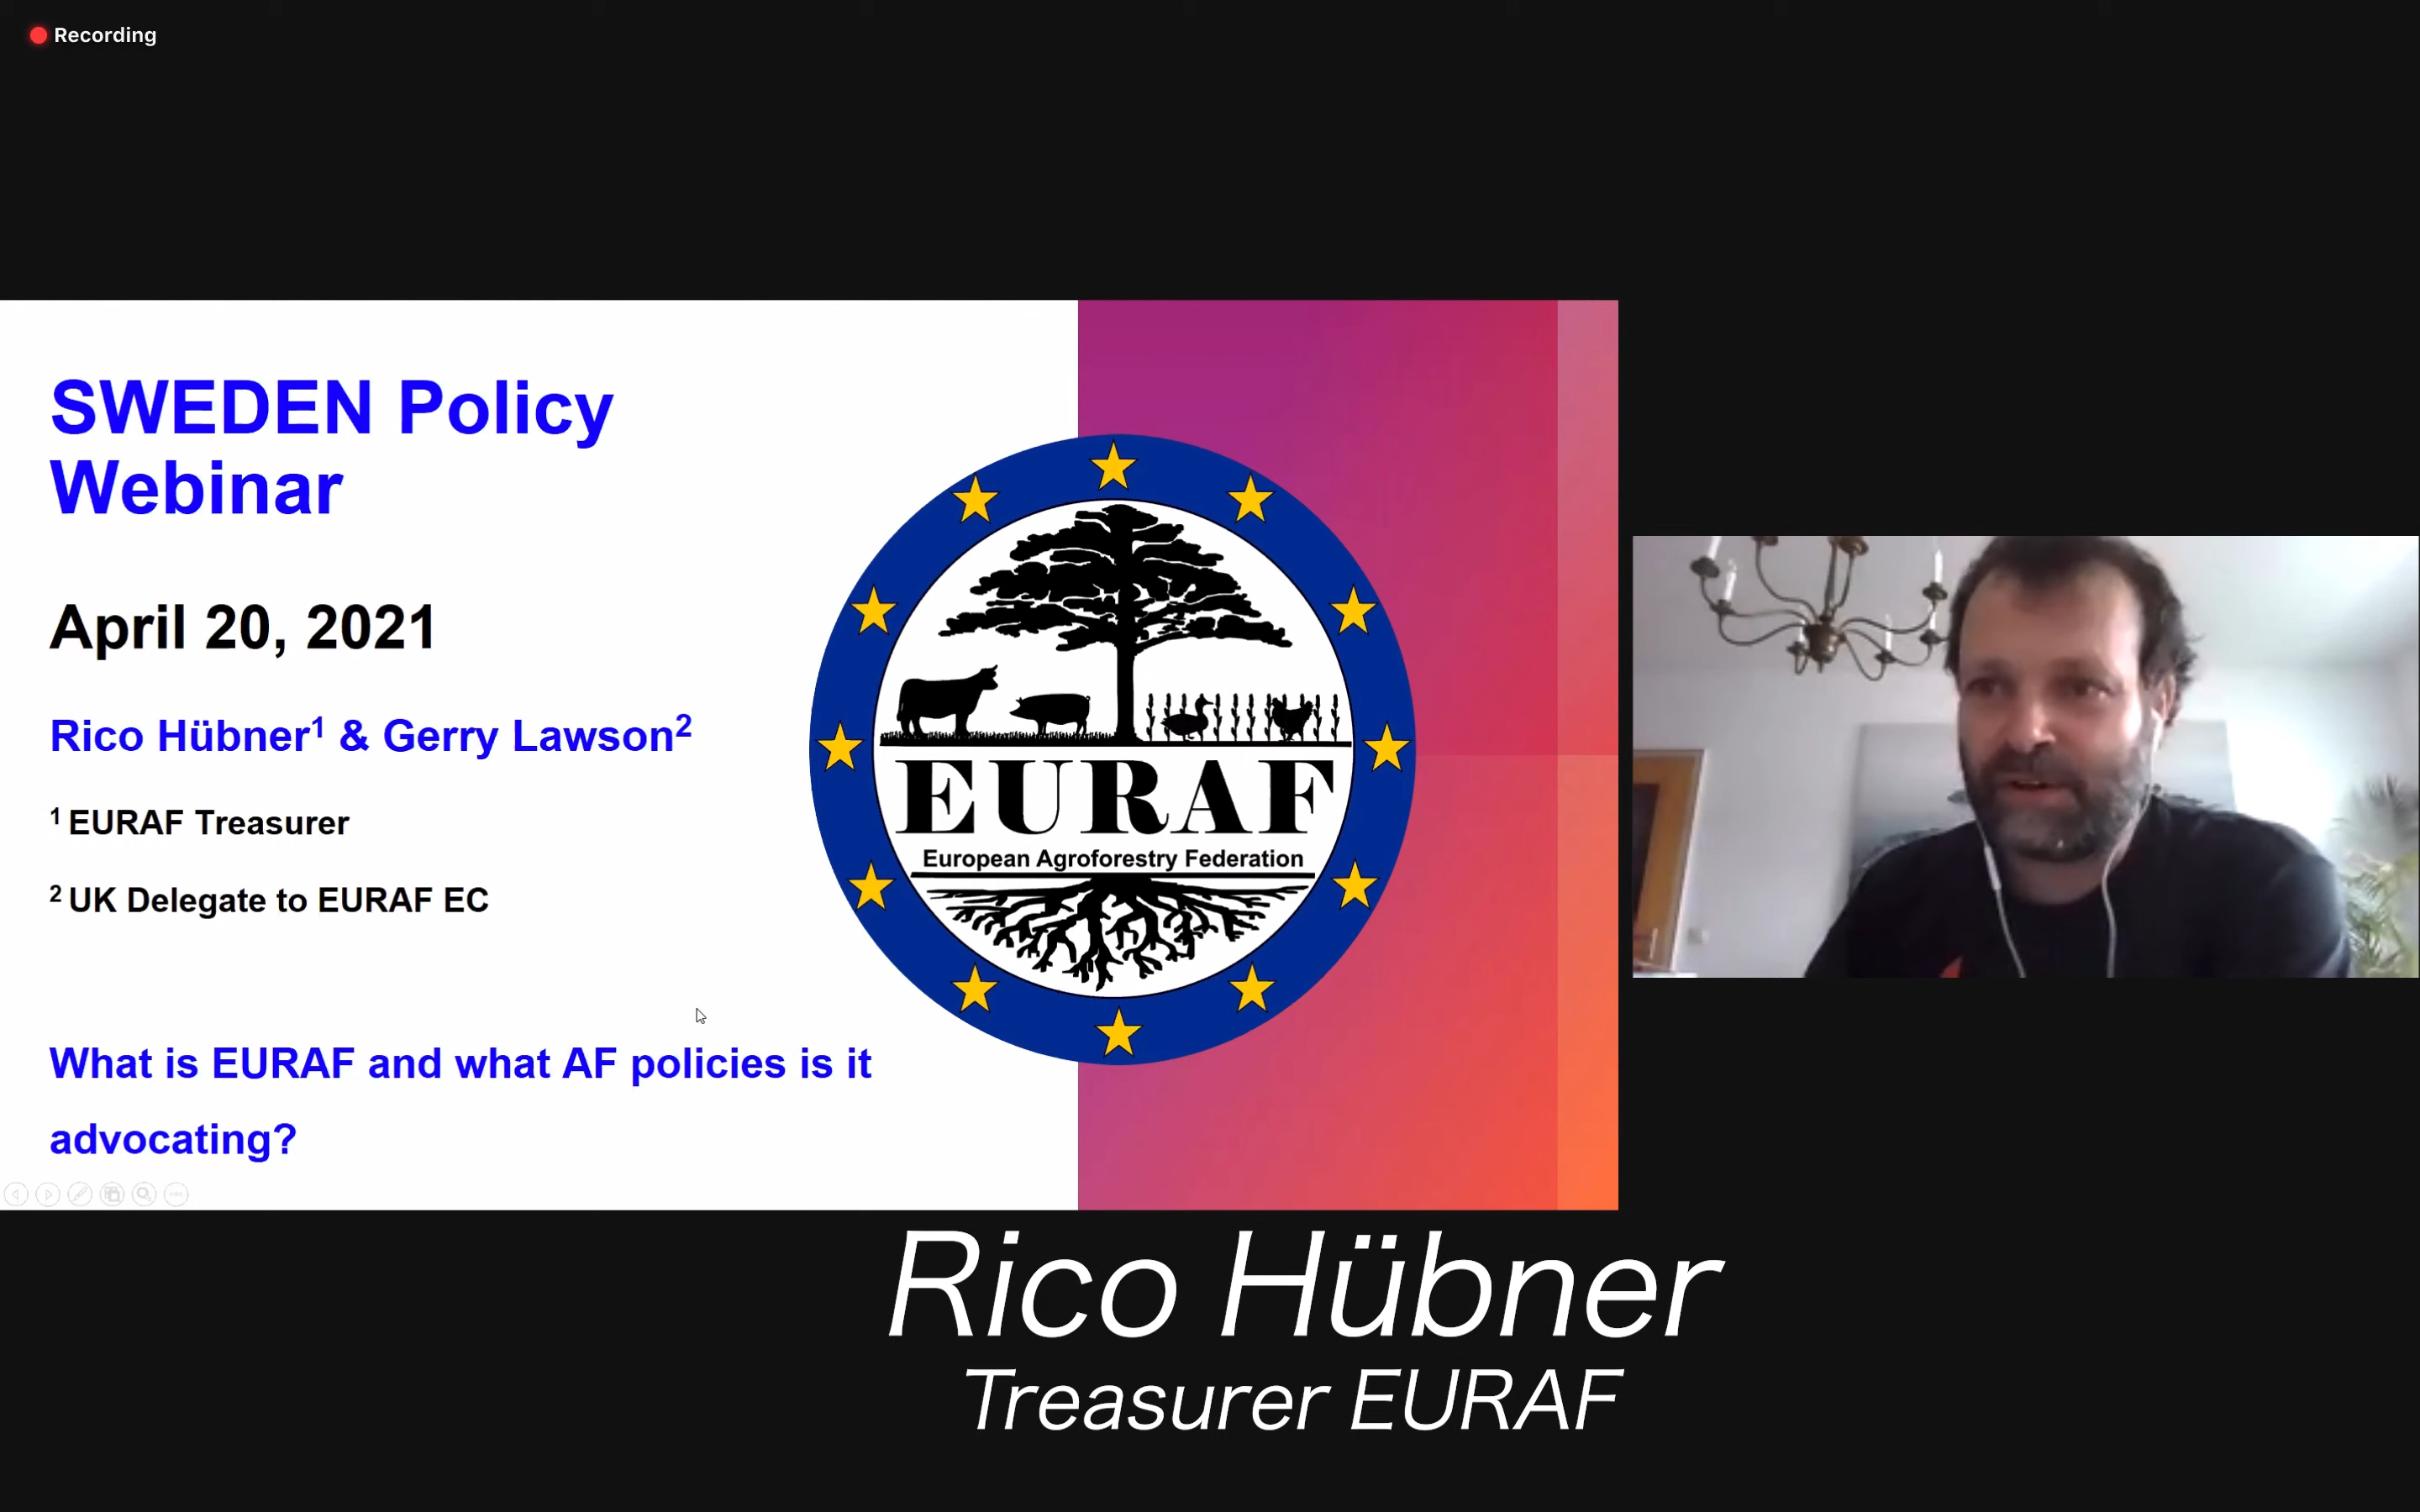 Recording
SWEDEN Policy
Webinar
April 20, 2021
Rico Hübner¹ & Gerry Lawson²
¹ EURAF Treasurer
² UK Delegate to EURAF EC
What is EURAF and what AF policies is it
advocating?
EURAF
European Agroforestry Federation
Rico Hübner
Treasurer EURAF